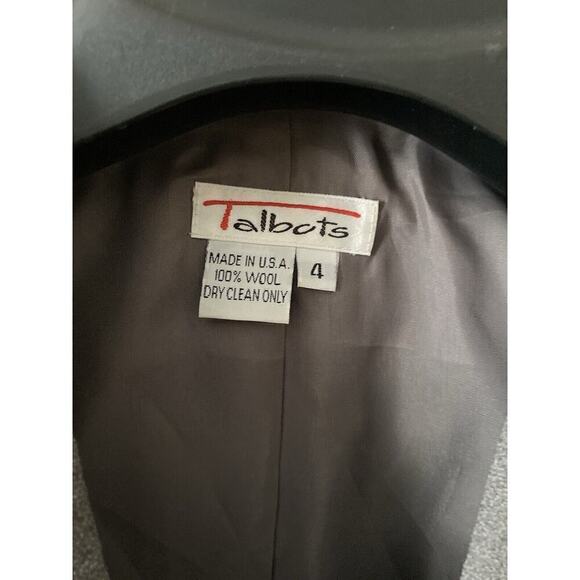 Talbots
MADE IN U.S.A.
100% WOOL
DRY CLEAN ONLY
4